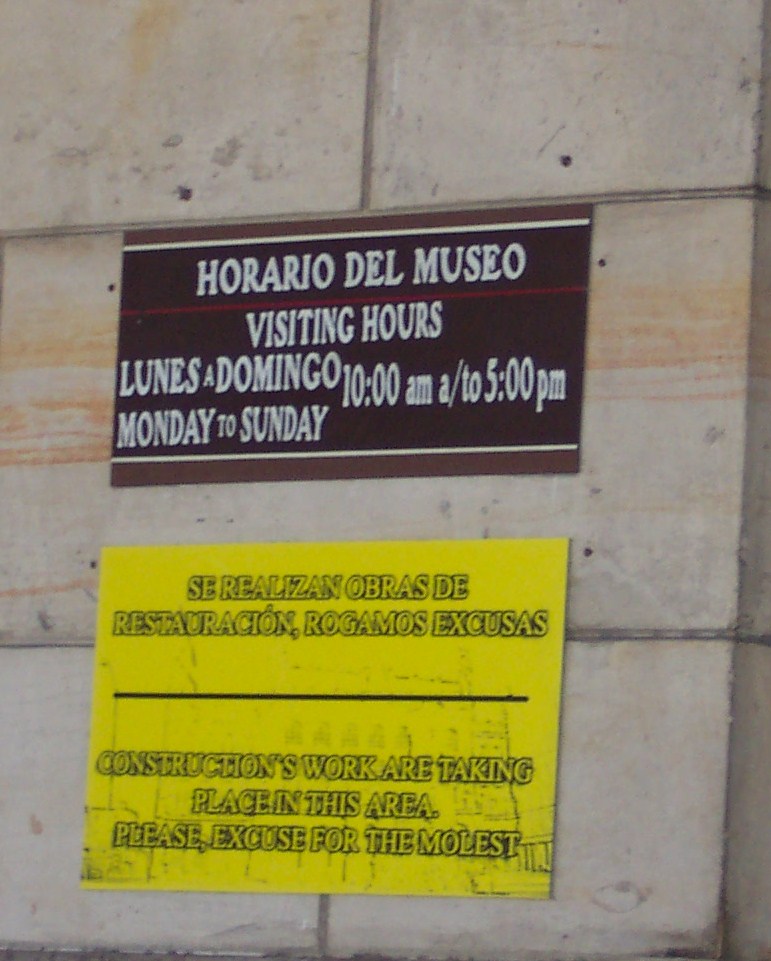 HORARIO DEL MUSEO
VISITING HOURS
LUNES A DOMINGO 10:00 am a/to 5:00 pm
MONDAY TO SUNDAY
SE REALIZAN OBRAS DE
RESTAURACIÓN, ROGAMOS EXCUSAS
CONSTRUCTION'S WORK ARE TAKING
PLACE IN THIS AREA.
PLEASE, EXCUSE FOR THE MOLEST